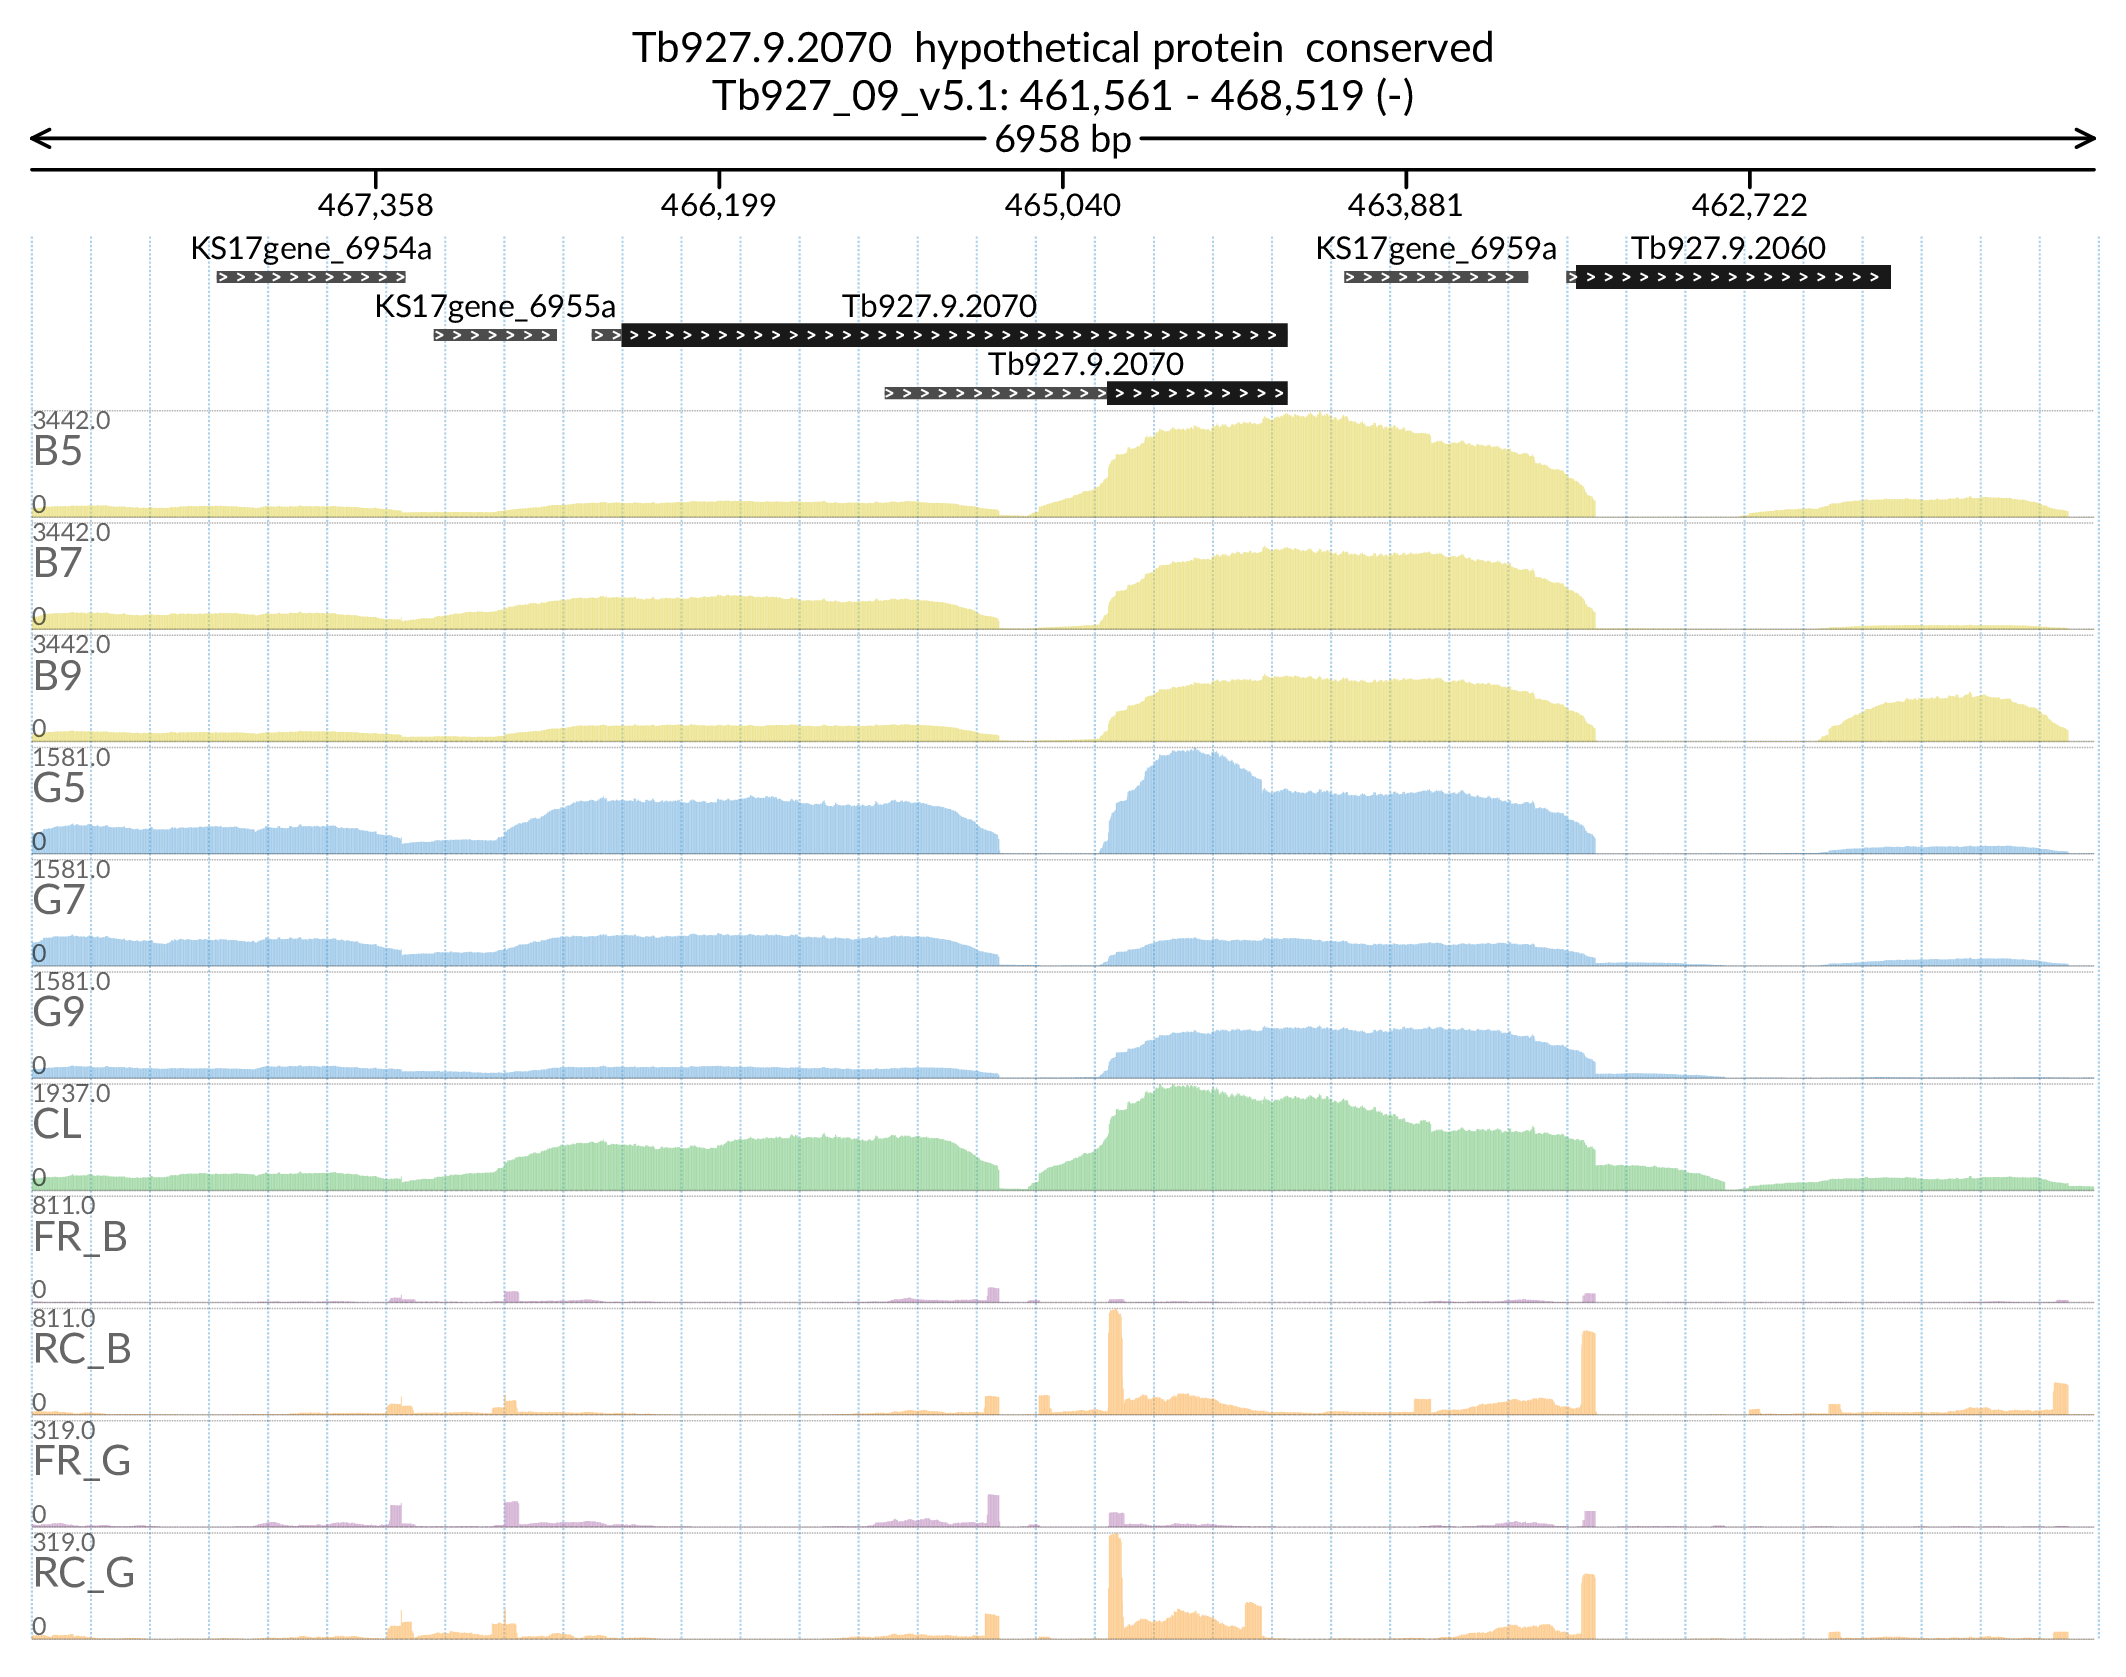 Tb927.9.2070  hypothetical protein  conserved
Tb927_09_v5.1: 461,561 - 468,519 (-)
6958 bp
467,358 466,199 465,040 463,881 462,722
KS17gene_6954a KS17gene_6959a Tb927.9.2060
KS17gene_6955a Tb927.9.2070
Tb927.9.2070
3442.0
B5
0
3442.0
B7
0
3442.0
B9
0
1581.0
G5
0
1581.0
G7
0
1581.0
G9
0
1937.0
CL
0
811.0
FR_B
0
811.0
RC_B
0
319.0
FR_G
0
319.0
RC_G
0